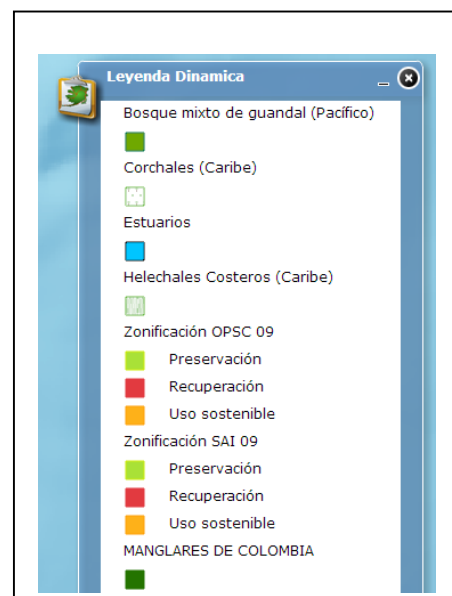 Leyenda Dinamica
Bosque mixto de guandal (Pacífico)
Corchales (Caribe)
Estuarios
Helechales Costeros (Caribe)
Zonificación OPSC 09
Preservación
Recuperación
Uso sostenible
Zonificación SAI 09
Preservación
Recuperación
Uso sostenible
MANGLARES DE COLOMBIA